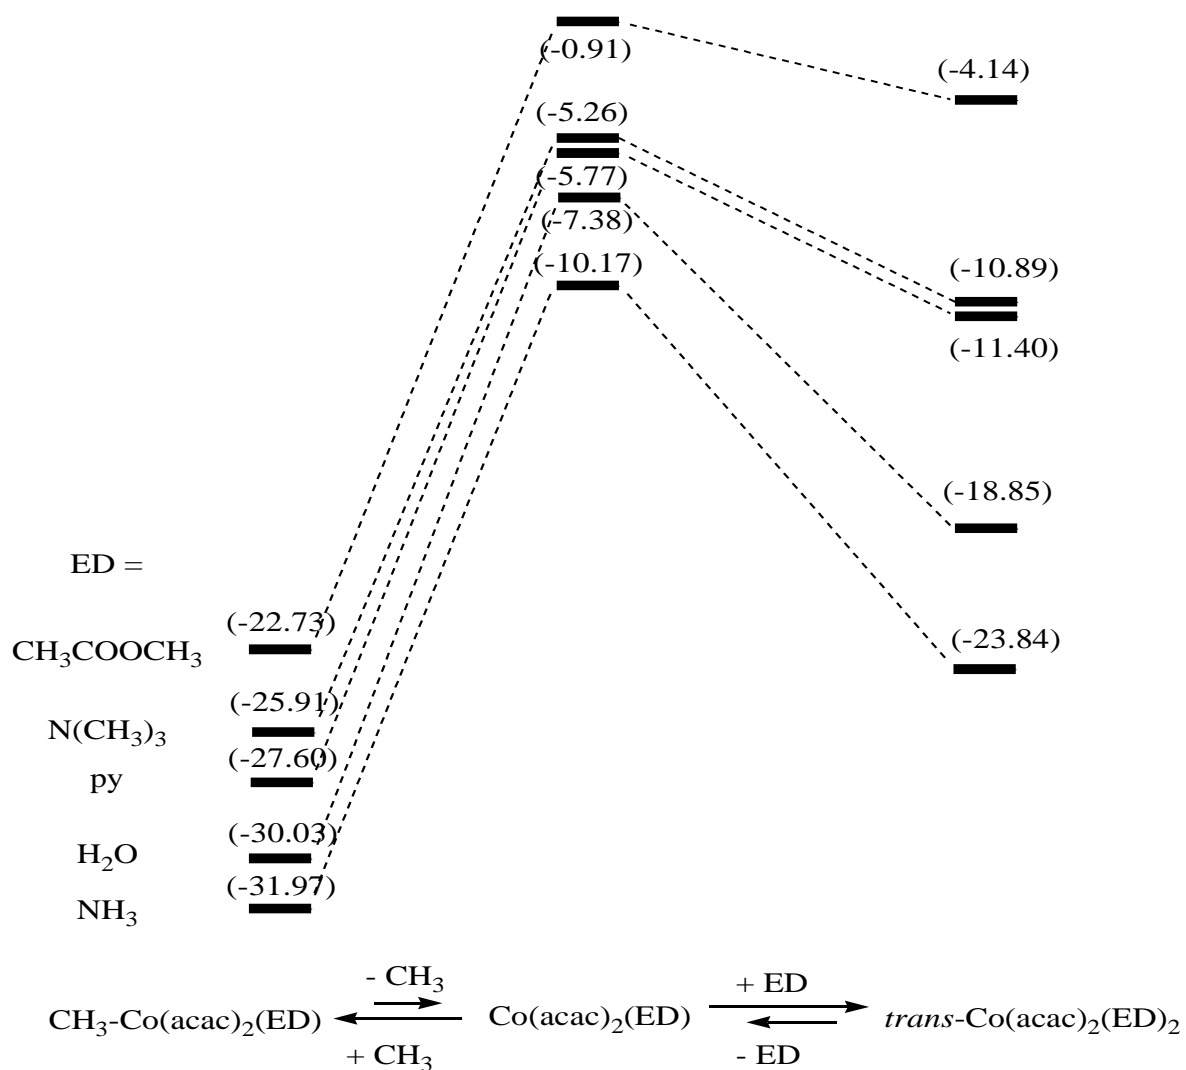 (-0.91)
(-4.14)
(-5.26)
(-5.77)
(-7.38)
(-10.17)
(-10.89)
(-11.40)
(-18.85)
ED =
(-22.73)
CH₃COOCH₃
(-23.84)
(-25.91)
N(CH₃)₃
(-27.60)
py
(-30.03)
H₂O
(-31.97)
NH₃
- CH₃
+ ED
CH₃-Co(acac)₂(ED)
Co(acac)₂(ED)
trans-Co(acac)₂(ED)₂
+ CH₃
- ED